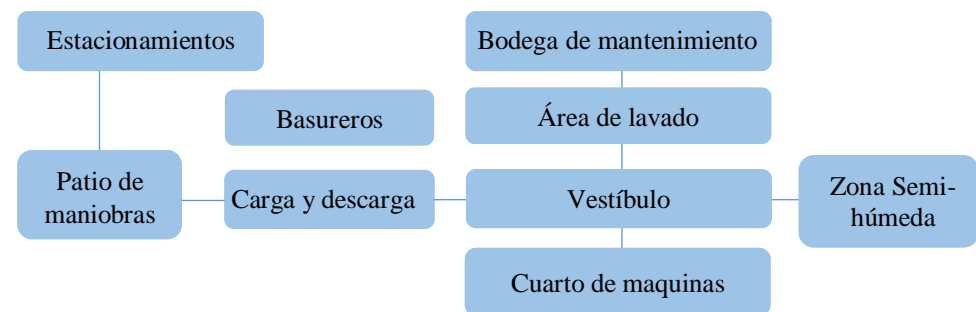 Estacionamientos
Bodega de mantenimiento
Basureros
Área de lavado
Patio de
maniobras
Carga y descarga
Vestíbulo
Zona Semi-
húmeda
Cuarto de maquinas